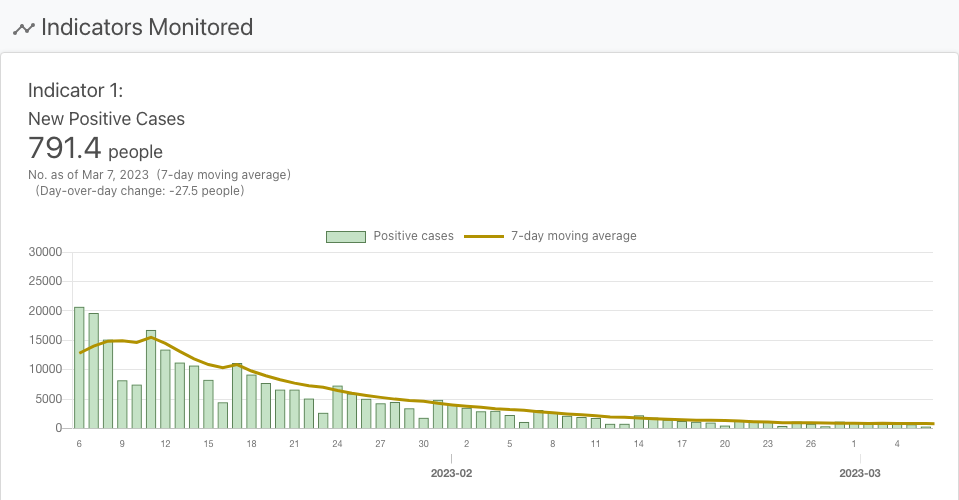 Indicators Monitored
Indicator 1:
New Positive Cases
791.4 people
No. as of Mar 7, 2023 (7-day moving average)
(Day-over-day change: -27.5 people)
Positive cases 7-day moving average
30000
25000
20000
15000
10000
5000
0
6 9 12 15 18 21 24 27 30 2 5 8 11 14 17 20 23 26 1 4
2023-02 2023-03